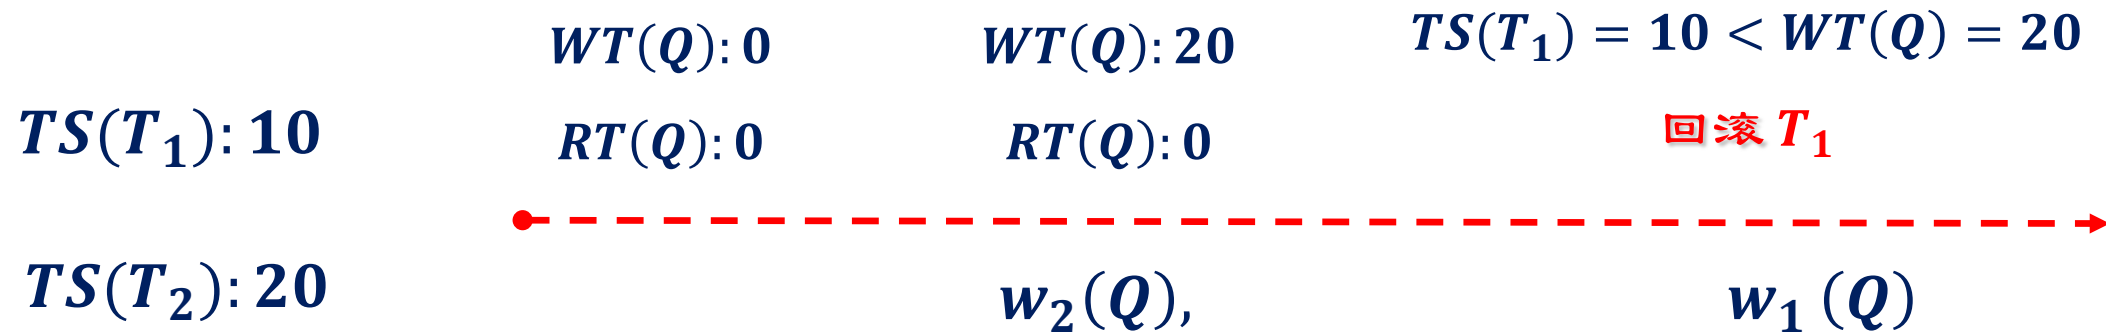 WT(Q): 0 WT(Q): 20 TS(T₁) = 10 < WT(Q) = 20
TS(T₁): 10 RT(Q): 0 RT(Q): 0 回滚 T₁
TS(T₂): 20 w₂(Q), w₁ (Q)